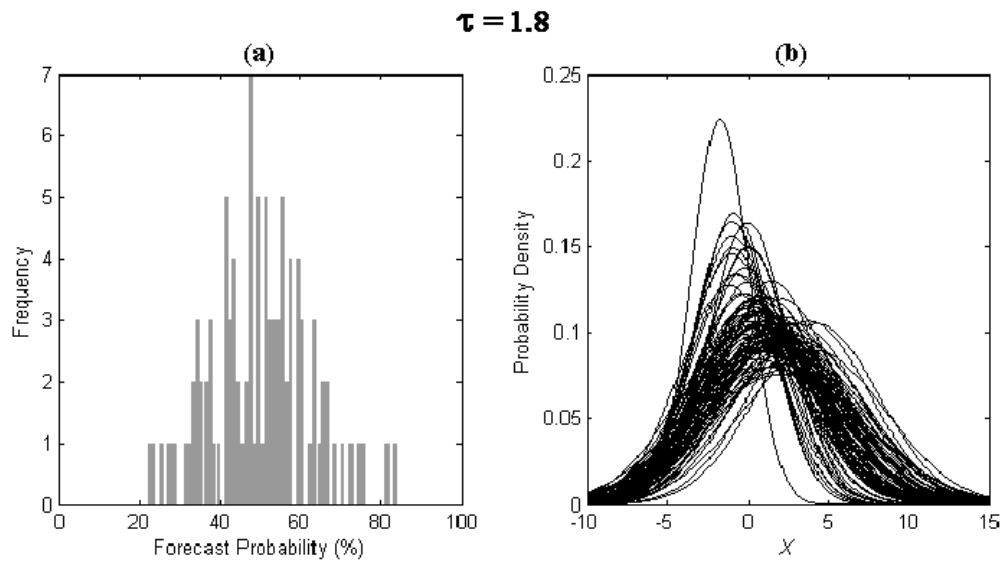 τ = 1.8
(a)
7
6
5
4
3
2
1
0
Frequency
0 20 40 60 80 100
Forecast Probability (%)
(b)
0.25
0.2
0.15
0.1
0.05
0
Probability Density
-10 -5 0 5 10 15
X